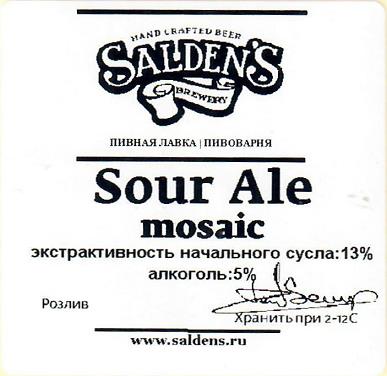 HAND CRAFTED BEER
SALDEN'S
BREWERY
ПИВНАЯ ЛАВКА | ПИВОВАРНЯ
Sour Ale
mosaic
экстрактивность начального сусла:13%
алкоголь:5%
Розлив
Хранить при 2-12С
www.saldens.ru